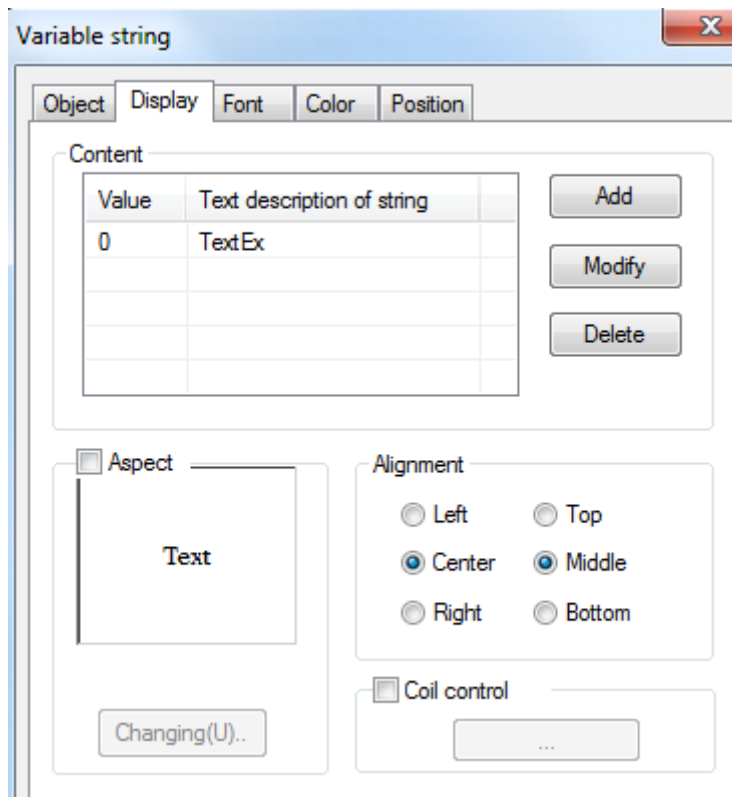 Variable string
Object Display Font Color Position
Content
Value Text description of string
0 TextEx
Add
Modify
Delete
Aspect
Text
Changing(U)..
Alignment
Left Top
Center Middle
Right Bottom
Coil control
...